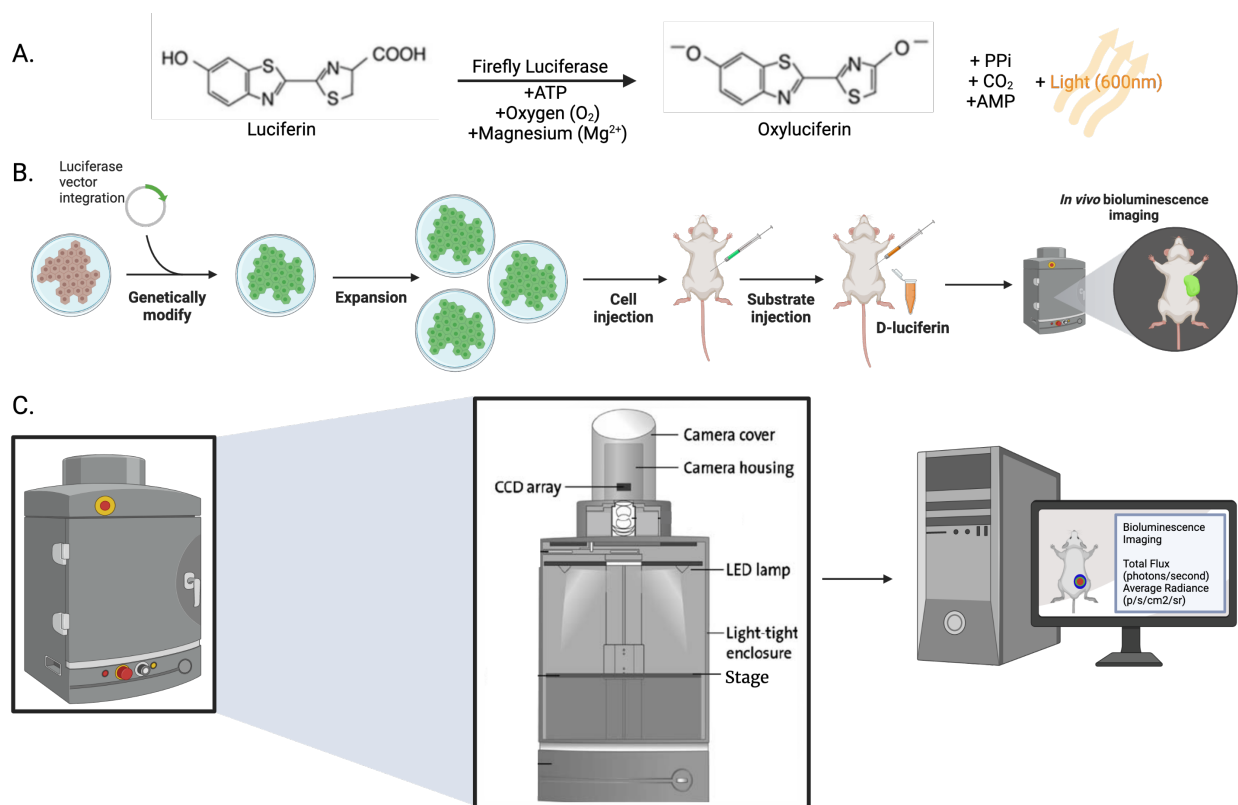 A.
HO
S
N
N
S
COOH
Luciferin
Firefly Luciferase
+ATP
+Oxygen (O₂)
+Magnesium (Mg²⁺)
⁻O
S
N
N
S
O⁻
Oxyluciferin
+ PPi
+ CO₂
+AMP
+ Light (600nm)
B.
Luciferase
vector
integration
Genetically
modify
Expansion
Cell
injection
Substrate
injection
D-luciferin
In vivo bioluminescence
imaging
C.
Camera cover
Camera housing
CCD array
LED lamp
Light-tight
enclosure
Stage
Bioluminescence
Imaging
Total Flux
(photons/second)
Average Radiance
(p/s/cm2/sr)